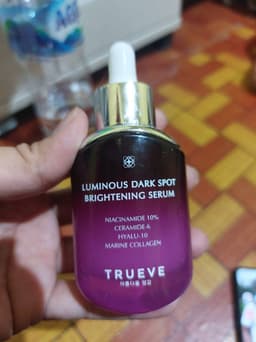 LUMINOUS DARK SPOT
BRIGHTENING SERUM
NIACINAMIDE 10%
CERAMIDE-6
HYALU-10
MARINE COLLAGEN
TRUEVE